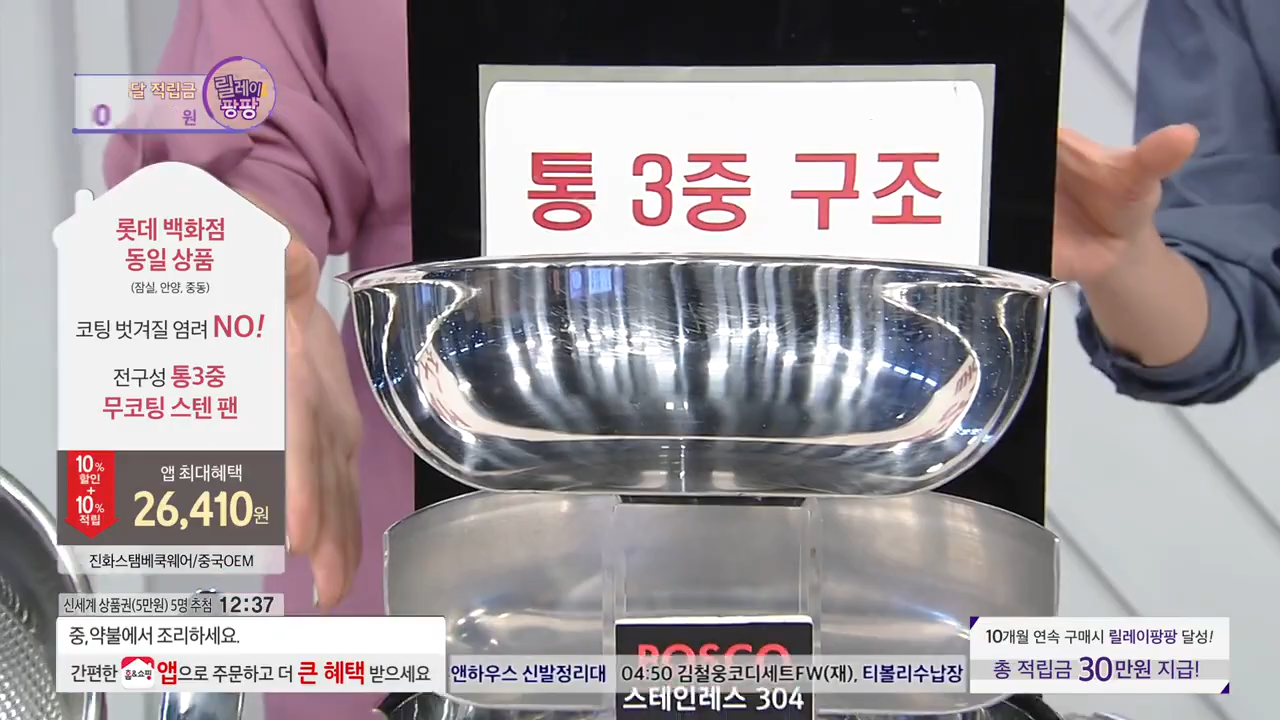 달 적립금
0 원
릴레이
팡팡
통 3중 구조
롯데 백화점
동일 상품
(잠실, 안양, 중동)
코팅 벗겨질 염려 NO!
전구성 통3중
무코팅 스텐 팬
10%
할인
+
10%
적립
앱 최대혜택
26,410원
진화스탬베쿡웨어/중국OEM
신세계 상품권(5만원) 5명 추첨 12:37
중,약불에서 조리하세요.
간편한 홈&쇼핑 앱으로 주문하고 더 큰 혜택 받으세요
앤하우스 신발정리대
04:50 김철웅코디세트FW(재), 티볼리수납장
10개월 연속 구매시 릴레이팡팡 달성!
총 적립금 30만원 지급!
POSCO
스테인레스 304